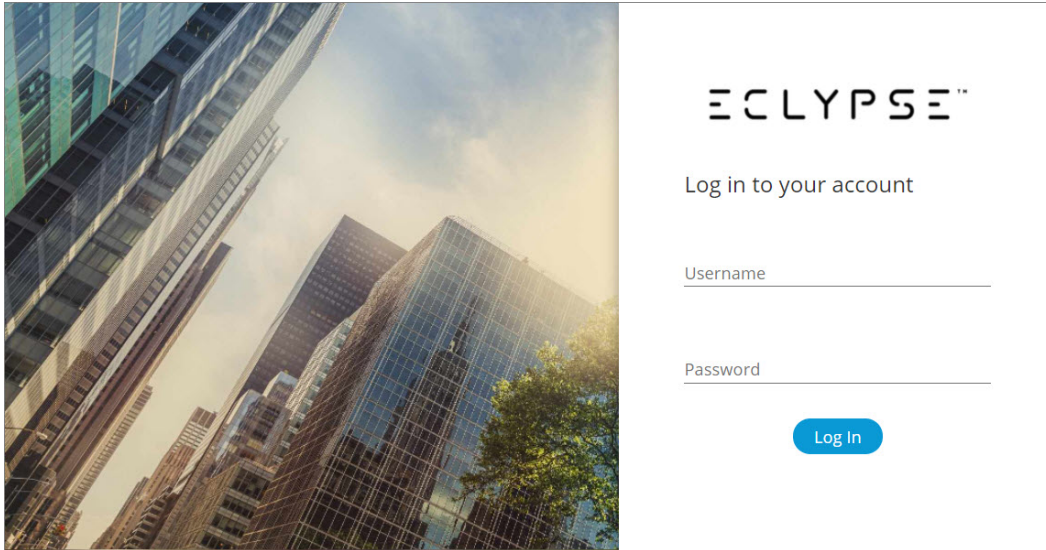 ECLYPSE™
Log in to your account
Username
Password
Log In